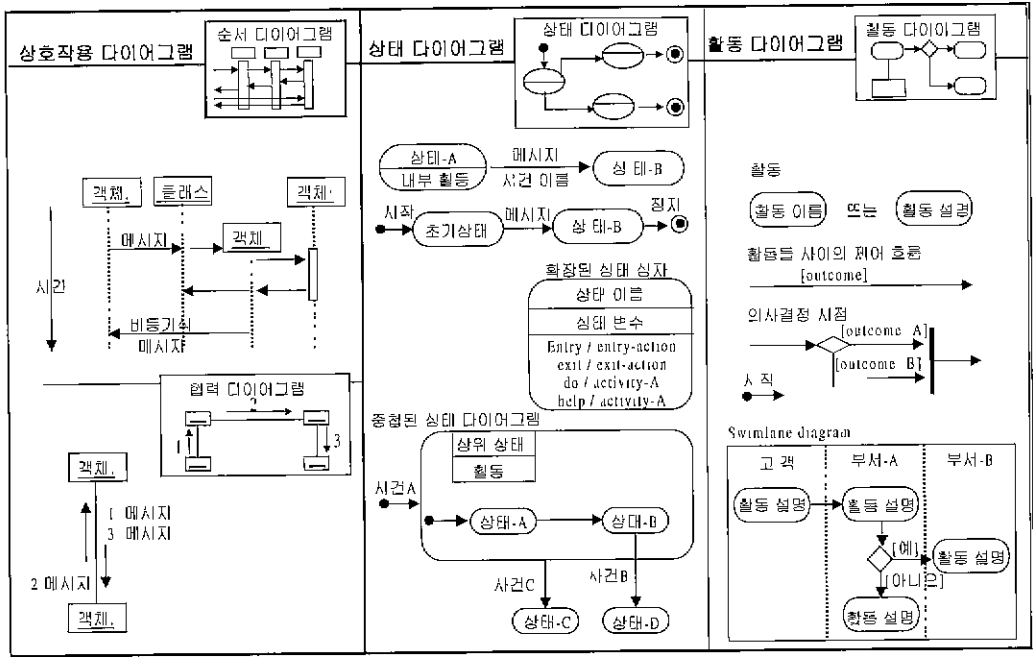 상호작용 다이어그램
순서 다이어그램
객체.
클래스
객체
객체
메시지
시간
비동기식
메시지
협력 다이어그램
2
1
3
객체.
1 메시지
3 메시지
2 메시지
객체.
상태 다이어그램
상태 다이어그램
상태-A
내부 활동
메시지
사건 이름
상태-B
시작
초기상태
메시지
상태-B
정지
확장된 상태 상자
상태 이름
상태 변수
Entry / entry-action
exit / exit-action
do / activity-A
help / activity-A
중첩된 상태 다이어그램
상위 상태
활동
사건A
상태-A
상태-B
사건C
사건B
상태-C
상태-D
활동 다이어그램
활동 다이어그램
활동
활동 이름
또는
활동 설명
활동들 사이의 제어 흐름
[outcome]
의사결정 시점
[outcome A]
[outcome B]
시작
Swimlane diagram
고객
부서-A
부서-B
활동 설명
활동 설명
[예]
활동 설명
[아니요]
활동 설명